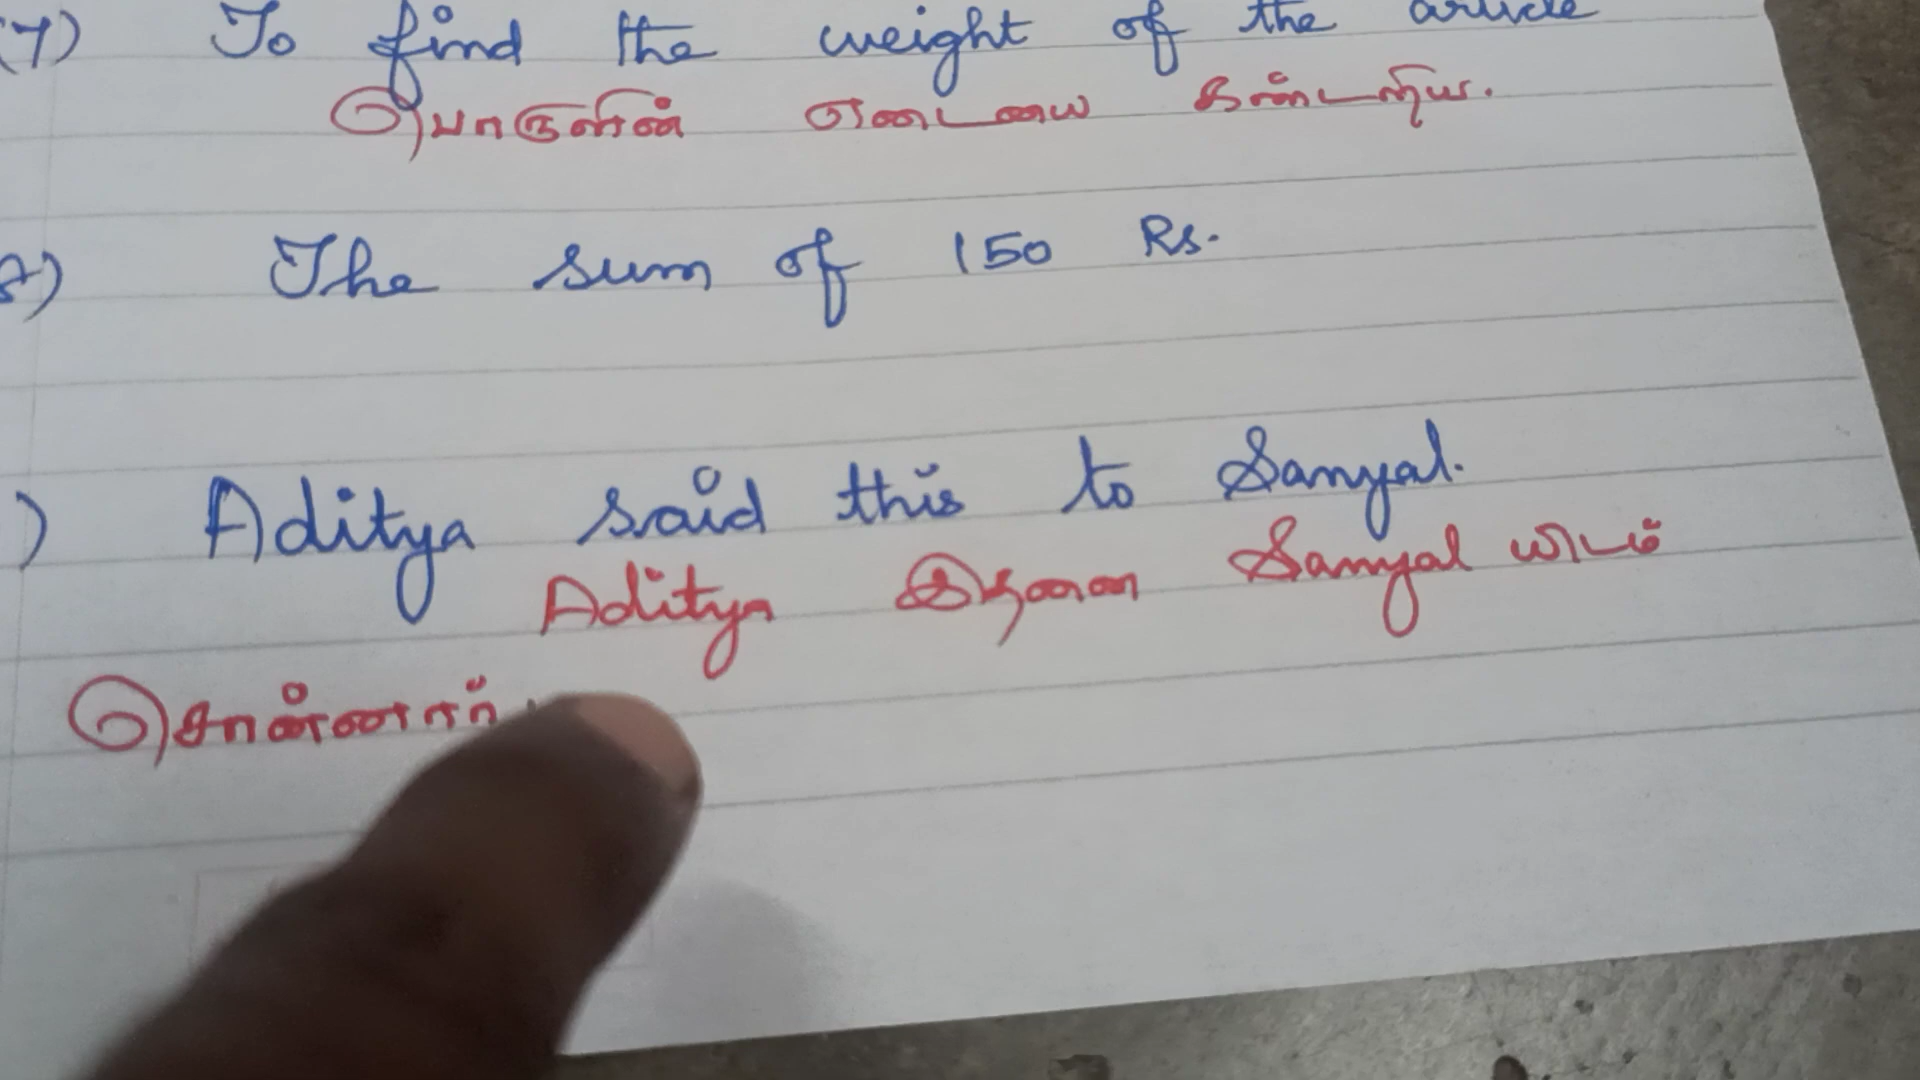 (7) To find the weight of the article
பொருளின் எடையை கண்டறிய.
8) The sum of 150 Rs.
) Aditya said this to Sanyal.
Aditya இதனை Sanyal யிடம்
சொன்னார்